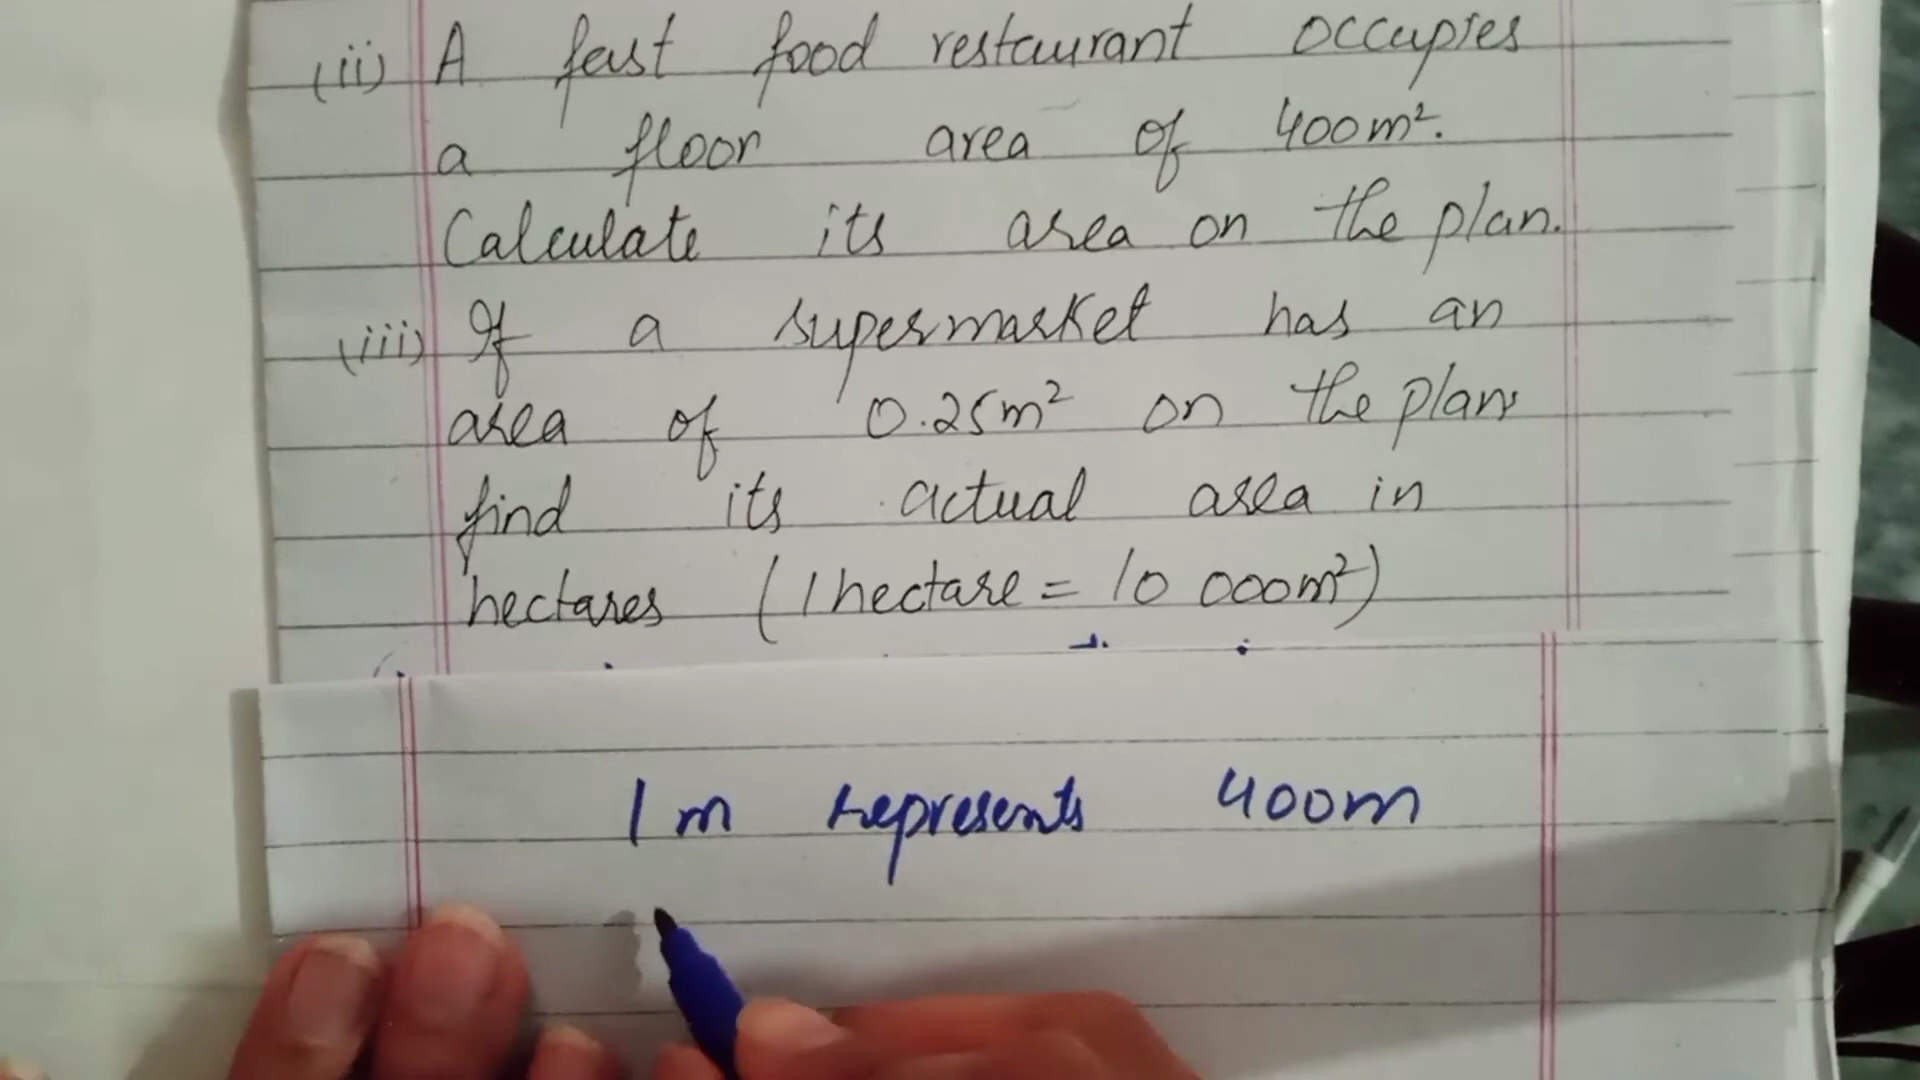 (ii) A fast food restaurant occupies
a floor area of 400m².
Calculate its area on the plan.
(iii) If a supermarket has an
area of 0.25m² on the plan
find its actual area in
hectares (1 hectare = 10 000m²)
1 m represents 400m